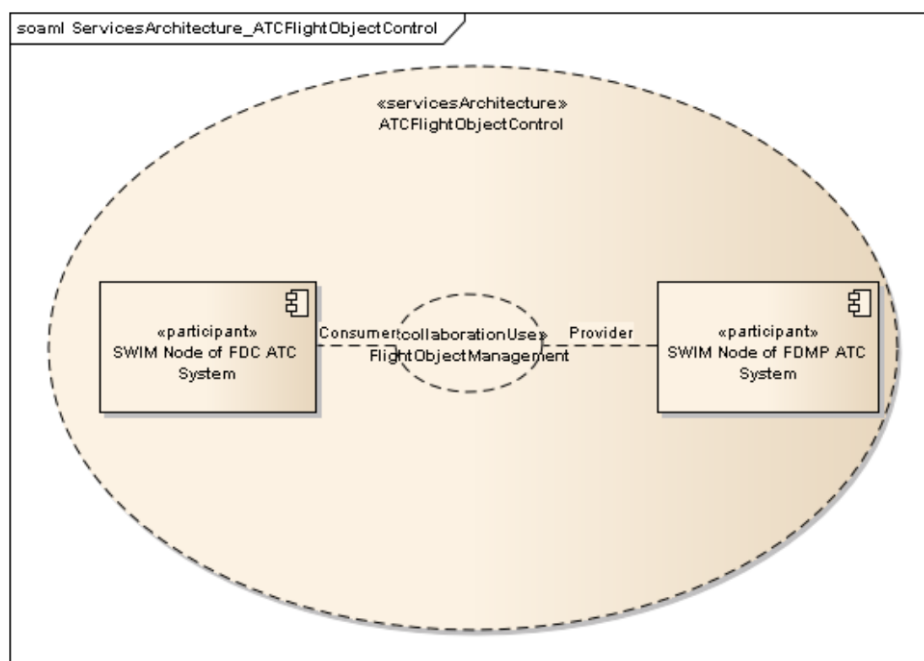 soaml ServicesArchitecture_ATCFlightObjectControl
«servicesArchitecture»
ATCFlightObjectControl
«participant»
SWIM Node of FDC ATC
System
Consumer
«collaborationUse»
FlightObjectManagement
Provider
«participant»
SWIM Node of FDMP ATC
System